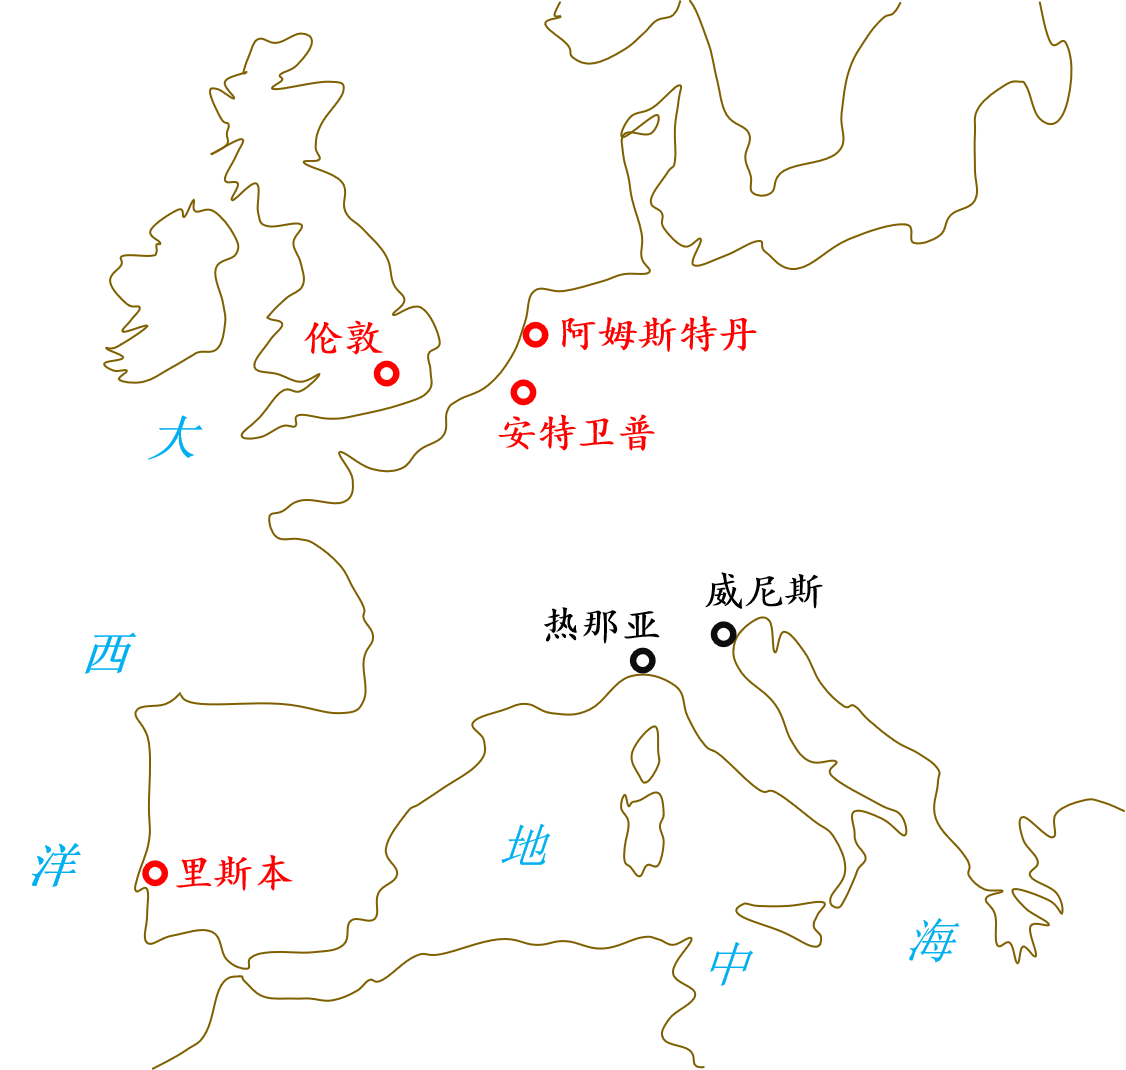 伦敦
阿姆斯特丹
安特卫普
大
西
洋
威尼斯
热那亚
里斯本
地
中
海